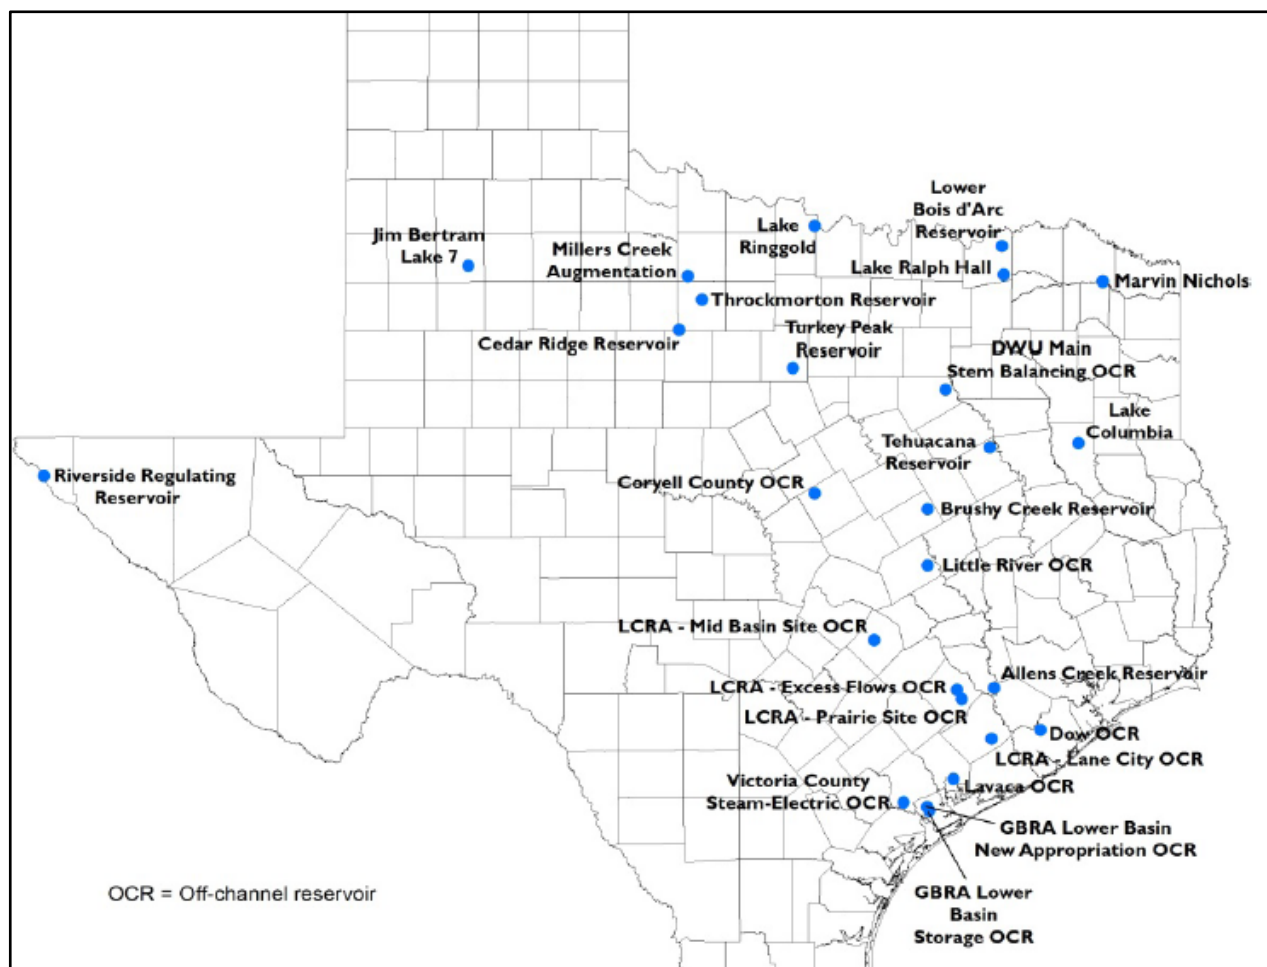 Lower
Bois d'Arc
Reservoir
Lake
Ringgold
Jim Bertram
Lake 7
Millers Creek
Augmentation
Lake Ralph Hall
Marvin Nichols
Throckmorton Reservoir
Cedar Ridge Reservoir
Turkey Peak
Reservoir
DWU Main
Stem Balancing OCR
Lake
Columbia
Tehuacana
Reservoir
Riverside Regulating
Reservoir
Coryell County OCR
Brushy Creek Reservoir
Little River OCR
LCRA - Mid Basin Site OCR
Allens Creek Reservoir
LCRA - Excess Flows OCR
LCRA - Prairie Site OCR
Dow OCR
LCRA - Lane City OCR
Lavaca OCR
Victoria County
Steam-Electric OCR
GBRA Lower Basin
New Appropriation OCR
GBRA Lower
Basin
Storage OCR
OCR = Off-channel reservoir